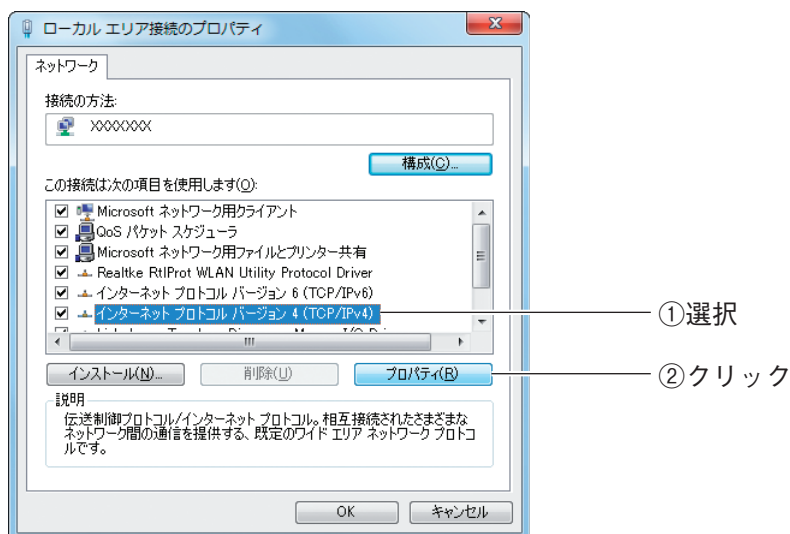 ローカル エリア接続のプロパティ
ネットワーク
接続の方法:
XXXXXXX
構成(C)...
この接続は次の項目を使用します(O):
Microsoft ネットワーク用クライアント
QoS パケット スケジューラ
Microsoft ネットワーク用ファイルとプリンター共有
Realtke RtlProt WLAN Utility Protocol Driver
インターネット プロトコル バージョン 6 (TCP/IPv6)
インターネット プロトコル バージョン 4 (TCP/IPv4)
①選択
インストール(N)...
削除(U)
プロパティ(R)
②クリック
説明
伝送制御プロトコル/インターネット プロトコル。相互接続されたさまざまな
ネットワーク間の通信を提供する、既定のワイド エリア ネットワーク プロトコ
ルです。
OK
キャンセル